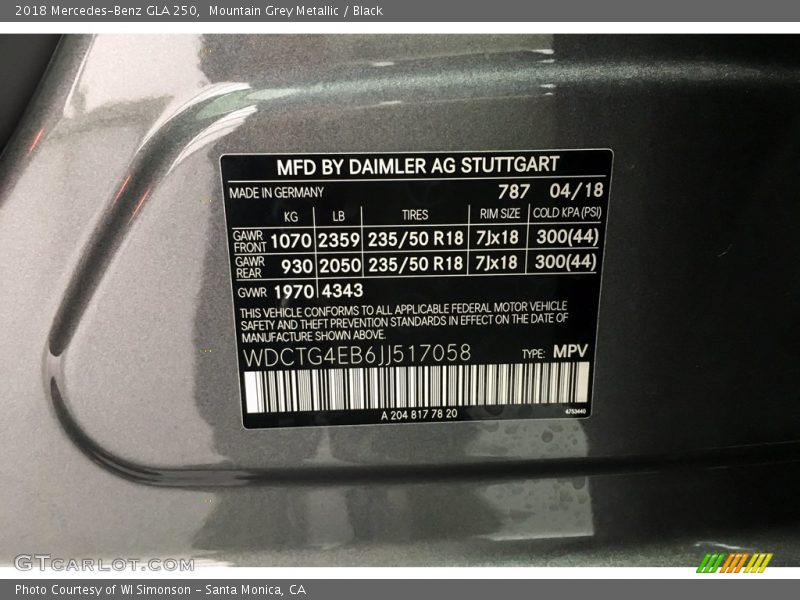 2018 Mercedes-Benz GLA 250,  Mountain Grey Metallic / Black
MFD BY DAIMLER AG STUTTGART
MADE IN GERMANY 787 04/18
KG LB TIRES RIM SIZE COLD KPA (PSI)
GAWR FRONT 1070 2359 235/50 R18 7Jx18 300(44)
GAWR REAR 930 2050 235/50 R18 7Jx18 300(44)
GVWR 1970 4343
THIS VEHICLE CONFORMS TO ALL APPLICABLE FEDERAL MOTOR VEHICLE
SAFETY AND THEFT PREVENTION STANDARDS IN EFFECT ON THE DATE OF
MANUFACTURE SHOWN ABOVE.
WDCTG4EB6JJ517058 TYPE: MPV
A 204 817 78 20 4753440
GTCARLOT.COM
Photo Courtesy of WI Simonson - Santa Monica, CA